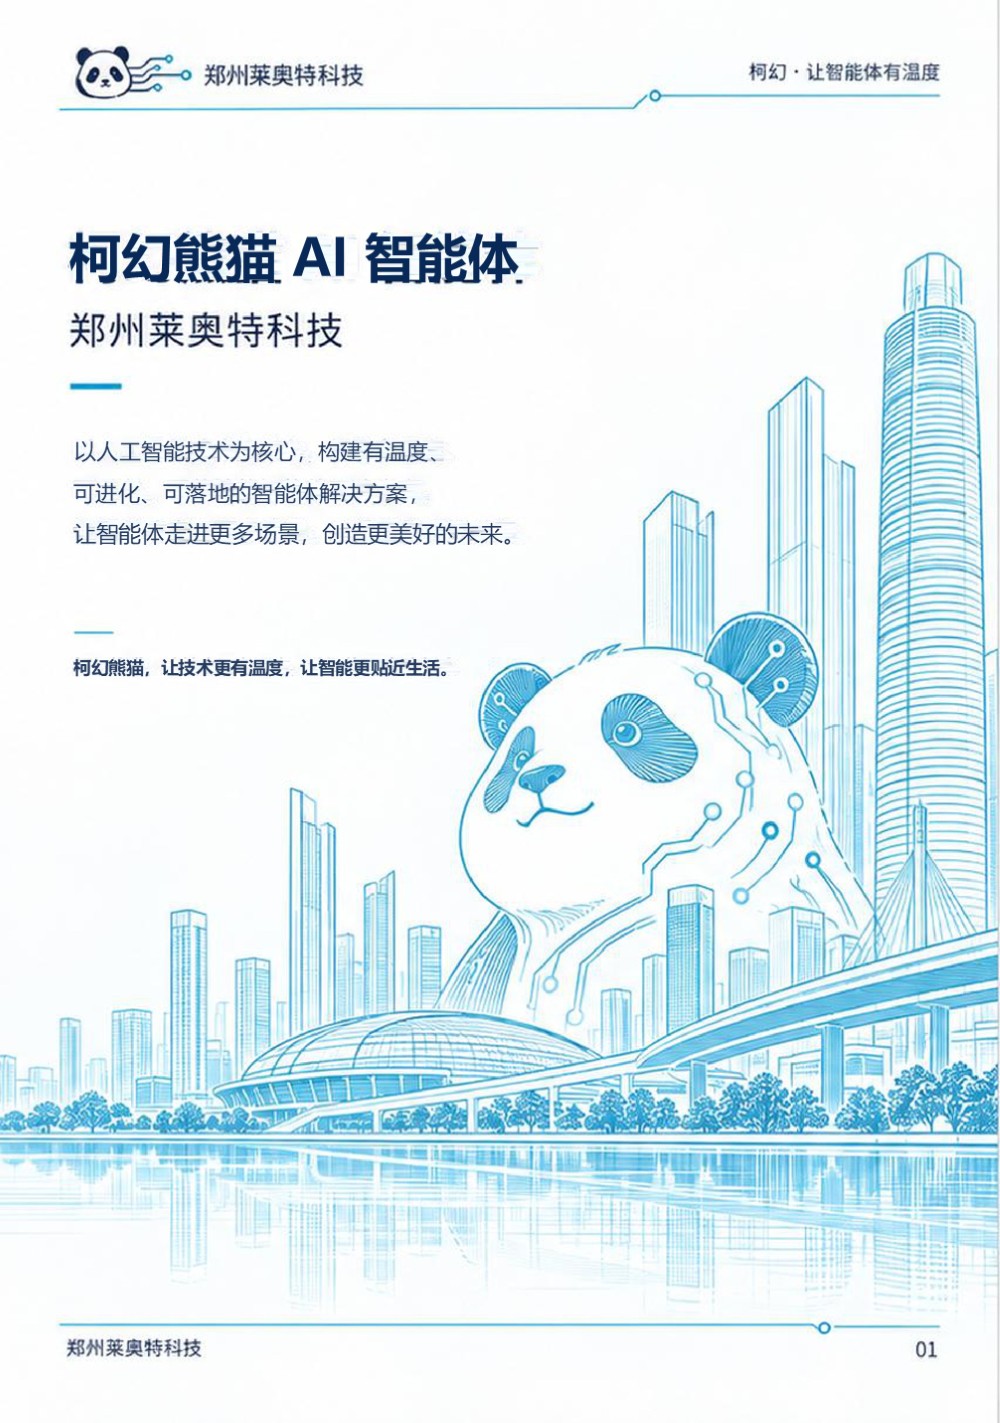 郑州莱奥特科技
柯幻·让智能体有温度
柯幻熊猫 AI 智能体
郑州莱奥特科技
以人工智能技术为核心，构建有温度、
可进化、可落地的智能体解决方案，
让智能体走进更多场景，创造更美好的未来。
柯幻熊猫，让技术更有温度，让智能更贴近生活。
郑州莱奥特科技
01